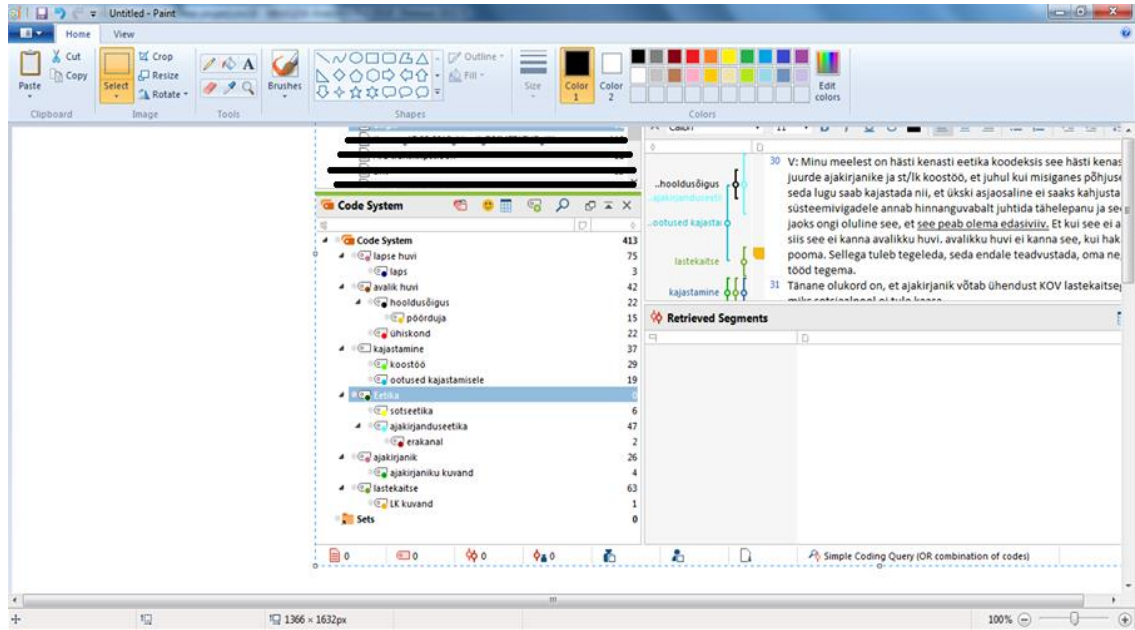 Untitled - Paint
Home View
Paste
Cut
Copy
Select
Crop
Resize
Rotate
Brushes
Outline
Fill
Size
Color 1
Color 2
Edit colors
Clipboard Image Tools Shapes Colors
Code System
Code System 413
lapse huvi 75
laps 3
avalik huvi 42
hooldusõigus 22
pöörduja 15
ühiskond 22
kajastamine 37
koostöö 29
ootused kajastamisele 19
Eetika 0
sotseetika 6
ajakirjanduseetika 47
erakanal 2
ajakirjanik 26
ajakirjaniku kuvand 4
lastekaitse 63
LK kuvand 1
Sets 0
0 0 0 0
Calibri 11
..hooldusõigus
..ajakirjanduseeti
..ootused kajastai
lastekaitse
kajastamine
30 V: Minu meelest on hästi kenasti eetika koodeksis see hästi kenas
juurde ajakirjanike ja st/lk koostöö, et juhul kui misiganes põhjuse
seda lugu saab kajastada nii, et ükski asjaosaline ei saaks kahjusta
süsteemivigadele annab hinnanguvabalt juhtida tähelepanu ja see
jaoks ongi oluline see, et see peab olema edasiviiv. Et kui see ei a
siis see ei kanna avalikku huvi. avalikku huvi ei kanna see, kui hak
pooma. Sellega tuleb tegeleda, seda endale teadvustada, oma ne
tööd tegema.
31 Tänane olukord on, et ajakirjanik võtab ühendust KOV lastekaitse
Retrieved Segments
Simple Coding Query (OR combination of codes)
1366 × 1632px
100%